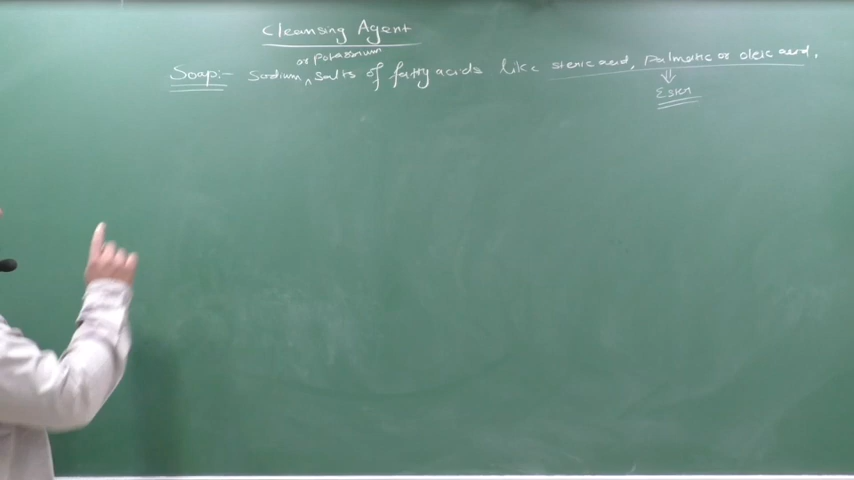 Cleansing Agent
or potassium
Soap:- Sodium ^ Salts of fatty acids like steric acid, Palmatic or oleic acid.
⇓
Ester